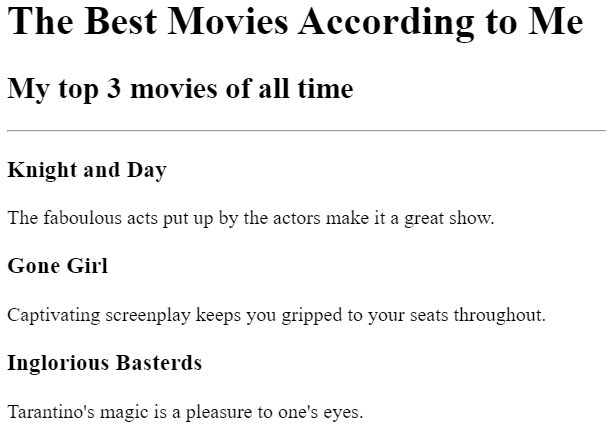 The Best Movies According to Me
My top 3 movies of all time
Knight and Day
The faboulous acts put up by the actors make it a great show.
Gone Girl
Captivating screenplay keeps you gripped to your seats throughout.
Inglorious Basterds
Tarantino's magic is a pleasure to one's eyes.